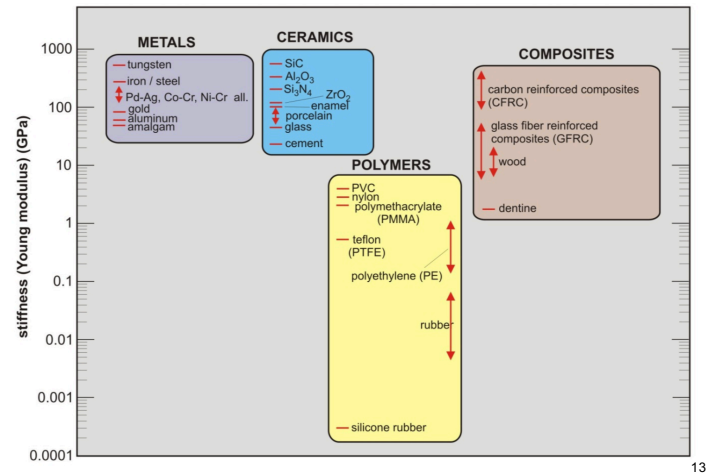 METALS
tungsten
iron / steel
Pd-Ag, Co-Cr, Ni-Cr all.
gold
aluminum
amalgam
CERAMICS
SiC
Al2O3
Si3N4
ZrO2
enamel
porcelain
glass
cement
POLYMERS
PVC
nylon
polymethacrylate
(PMMA)
teflon
(PTFE)
polyethylene (PE)
rubber
silicone rubber
COMPOSITES
carbon reinforced composites
(CFRC)
glass fiber reinforced
composites (GFRC)
wood
dentine
stiffness (Young modulus) (GPa)
1000
100
10
1
0.1
0.01
0.001
0.0001
13